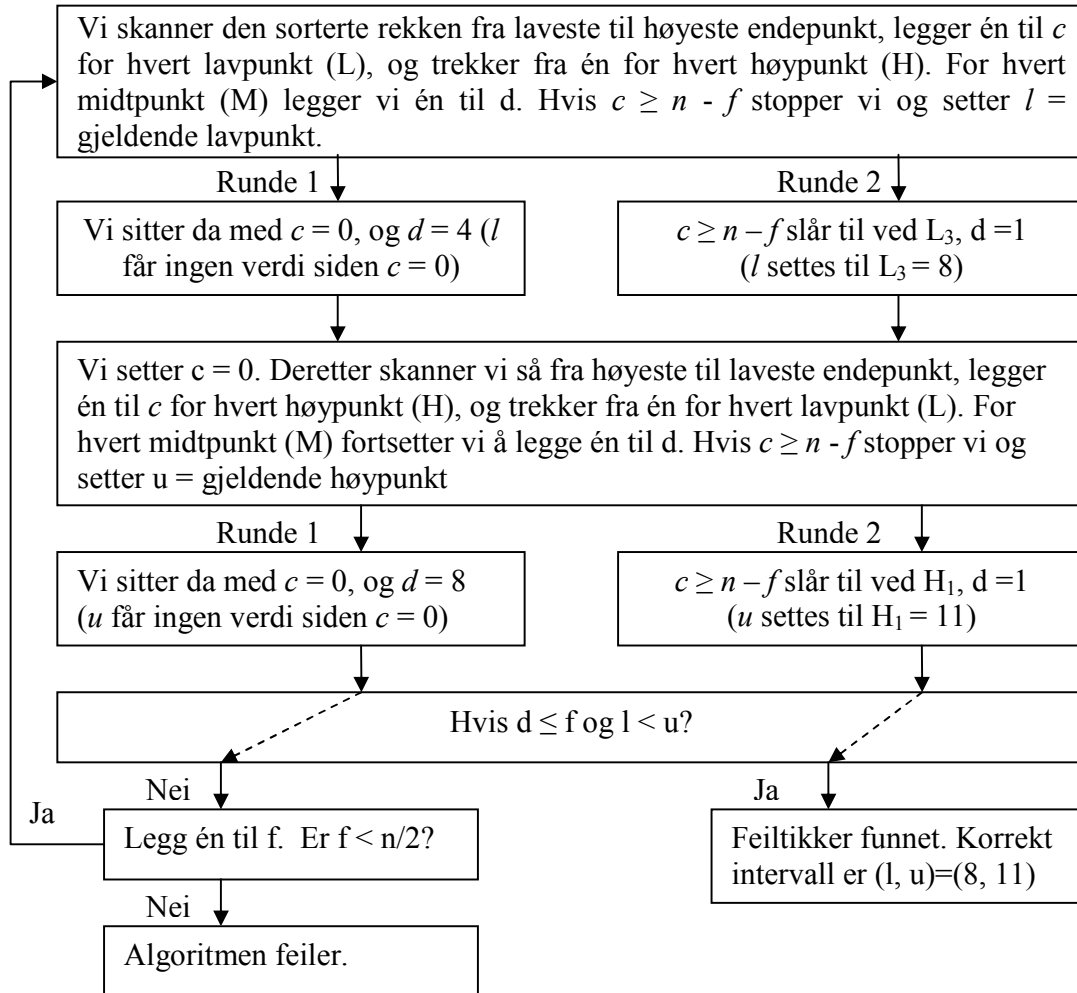 Vi skanner den sorterte rekken fra laveste til høyeste endepunkt, legger én til c
for hvert lavpunkt (L), og trekker fra én for hvert høypunkt (H). For hvert
midtpunkt (M) legger vi én til d. Hvis c ≥ n - f stopper vi og setter l =
gjeldende lavpunkt.
Runde 1
Runde 2
Vi sitter da med c = 0, og d = 4 (l
får ingen verdi siden c = 0)
c ≥ n – f slår til ved L₃, d =1
(l settes til L₃ = 8)
Vi setter c = 0. Deretter skanner vi så fra høyeste til laveste endepunkt, legger
én til c for hvert høypunkt (H), og trekker fra én for hvert lavpunkt (L). For
hvert midtpunkt (M) fortsetter vi å legge én til d. Hvis c ≥ n - f stopper vi og
setter u = gjeldende høypunkt
Runde 1
Runde 2
Vi sitter da med c = 0, og d = 8
(u får ingen verdi siden c = 0)
c ≥ n – f slår til ved H₁, d =1
(u settes til H₁ = 11)
Hvis d ≤ f og l < u?
Nei
Ja
Ja
Legg én til f. Er f < n/2?
Feiltikker funnet. Korrekt
intervall er (l, u)=(8, 11)
Nei
Algoritmen feiler.